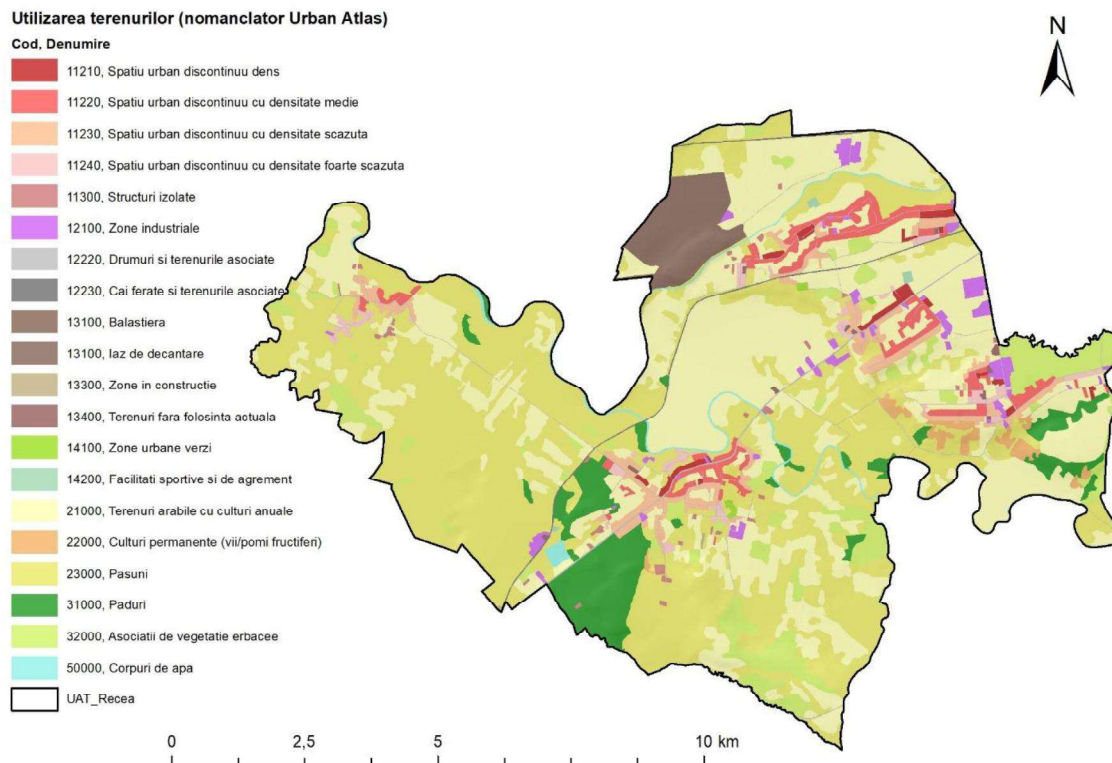 Utilizarea terenurilor (nomanclator Urban Atlas)
Cod, Denumire
11210, Spatiu urban discontinuu dens
11220, Spatiu urban discontinuu cu densitate medie
11230, Spatiu urban discontinuu cu densitate scazuta
11240, Spatiu urban discontinuu cu densitate foarte scazuta
11300, Structuri izolate
12100, Zone industriale
12220, Drumuri si terenurile asociate
12230, Cai ferate si terenurile asociate
13100, Balastiera
13100, Iaz de decantare
13300, Zone in constructie
13400, Terenuri fara folosinta actuala
14100, Zone urbane verzi
14200, Facilitati sportive si de agrement
21000, Terenuri arabile cu culturi anuale
22000, Culturi permanente (vii/pomi fructiferi)
23000, Pasuni
31000, Paduri
32000, Asociatii de vegetatie erbacee
50000, Corpuri de apa
UAT_Recea
N
0 2,5 5 10 km